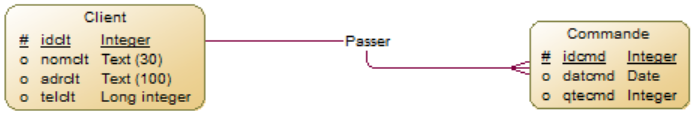 Client
# idclt Integer
o nomclt Text (30)
o adrclt Text (100)
o telclt Long integer
Passer
Commande
# idcmd Integer
o datcmd Date
o qtecmd Integer